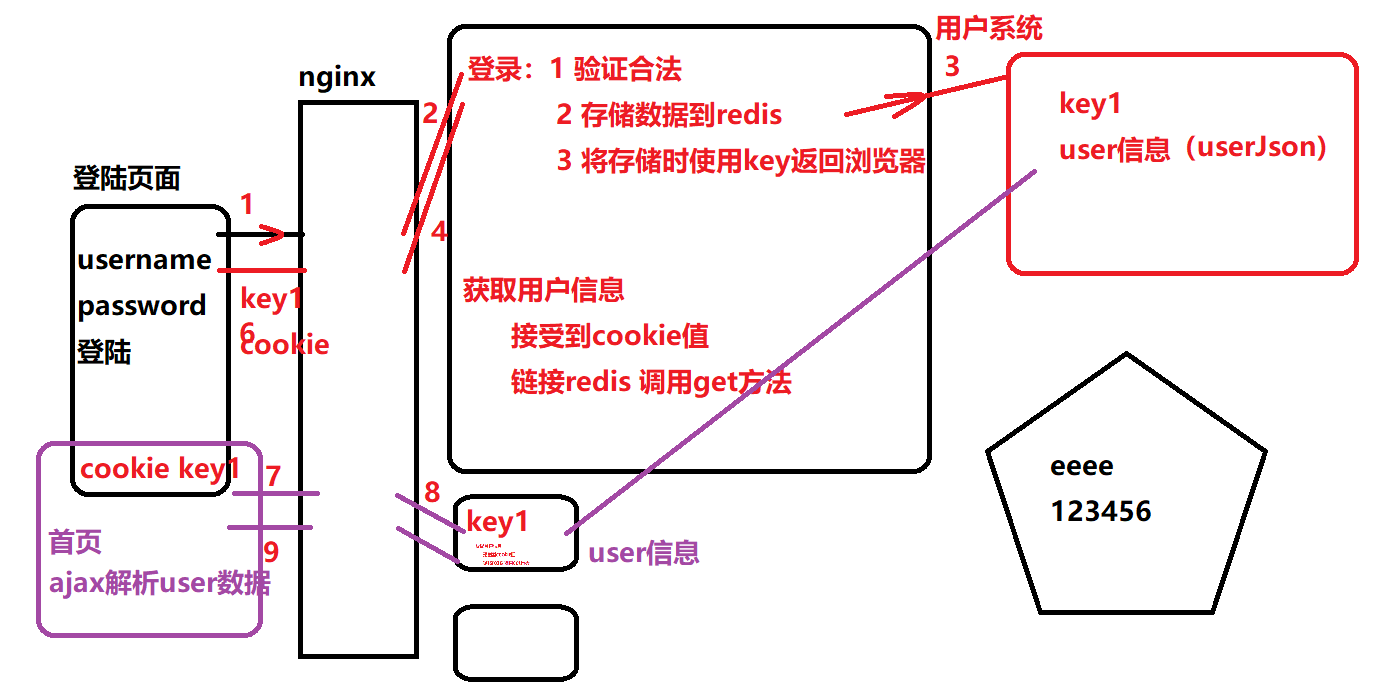 用户系统
3
nginx
登录：1 验证合法
2 存储数据到redis
3 将存储时使用key返回浏览器
key1
user信息（userJson）
2
登陆页面
1
4
username
password
登陆
key1
6
cookie
获取用户信息
接受到cookie值
链接redis 调用get方法
cookie key1
7
8
key1
user信息
9
首页
ajax解析user数据
eeee
123456